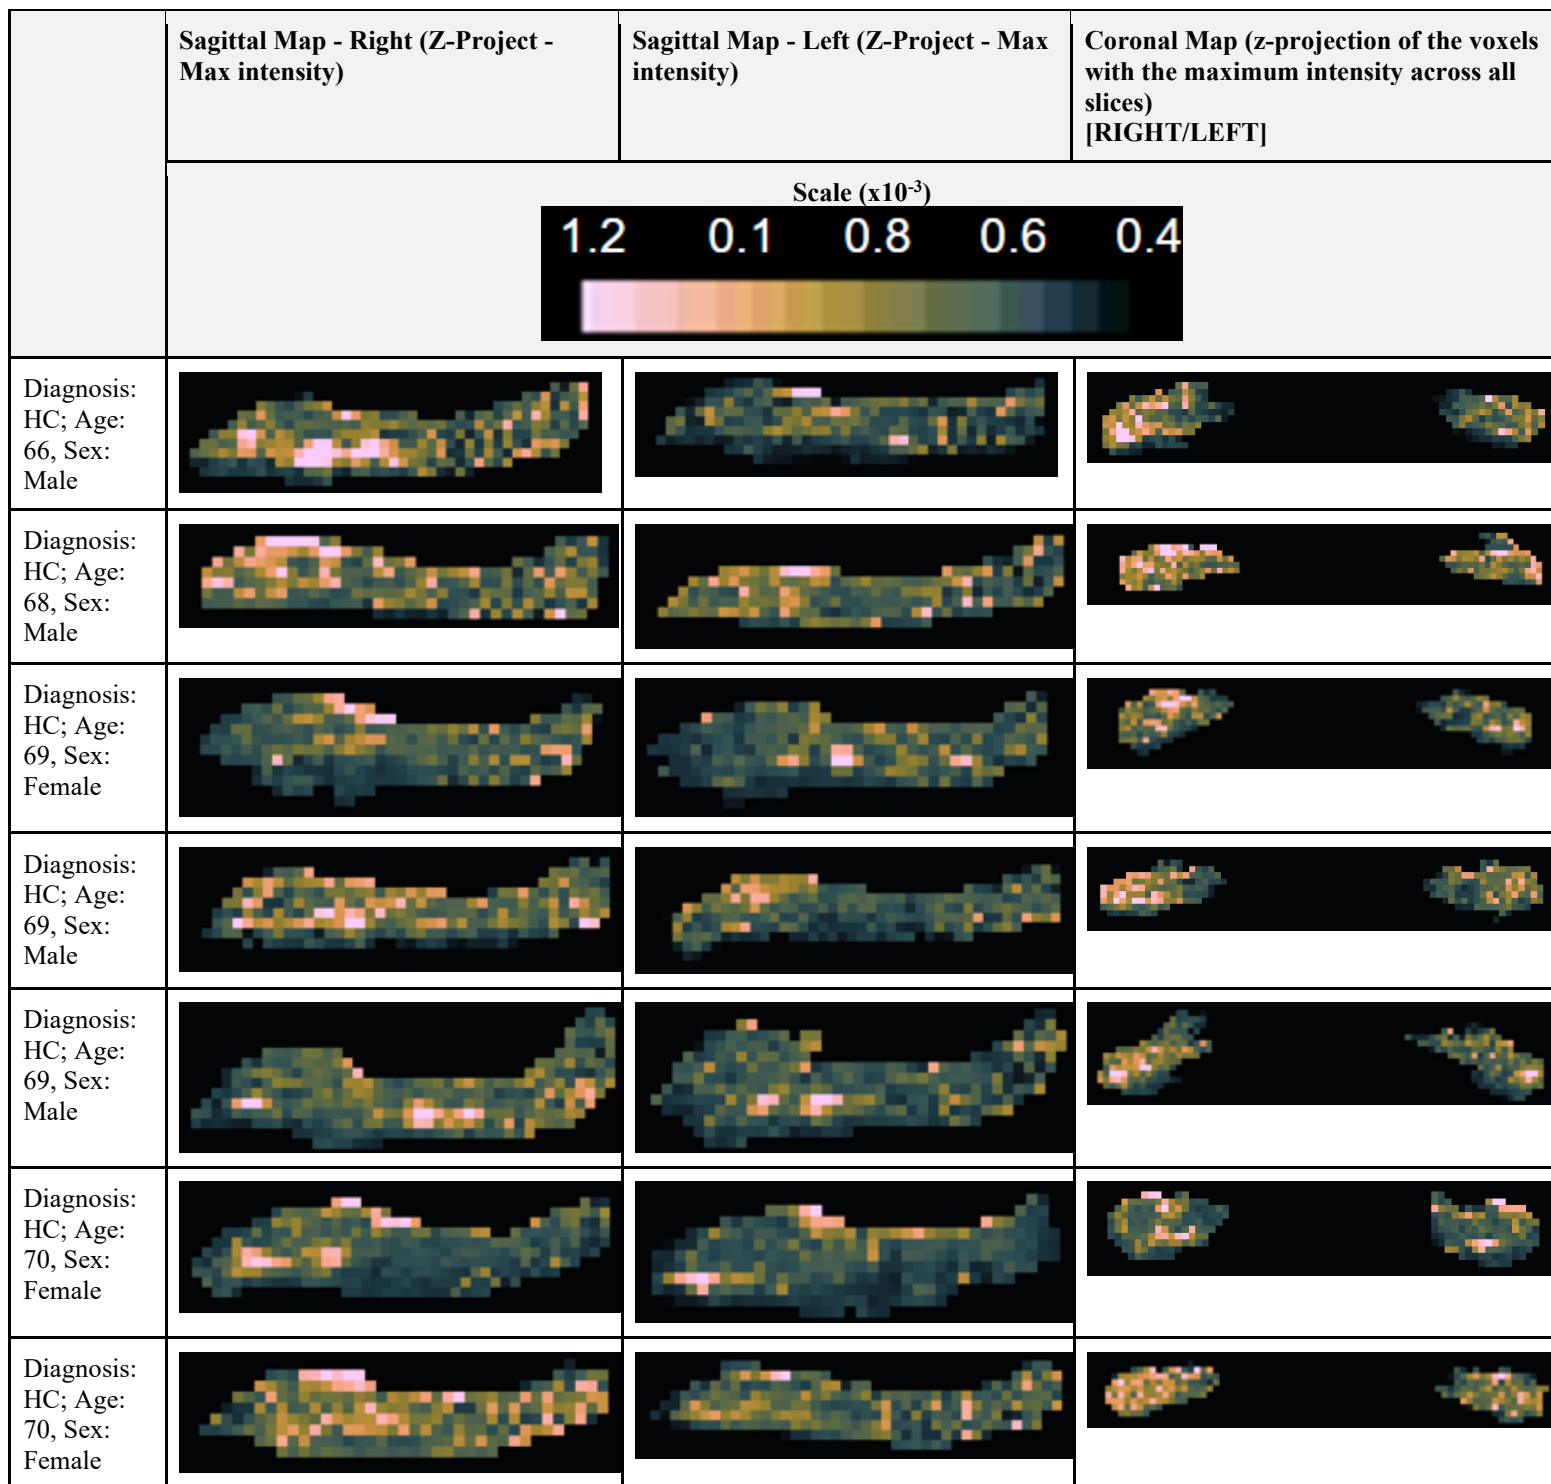 Sagittal Map - Right (Z-Project -
Max intensity)
Sagittal Map - Left (Z-Project - Max
intensity)
Coronal Map (z-projection of the voxels
with the maximum intensity across all
slices)
[RIGHT/LEFT]
Scale (x10⁻³)
1.2 0.1 0.8 0.6 0.4
Diagnosis:
HC; Age:
66, Sex:
Male
Diagnosis:
HC; Age:
68, Sex:
Male
Diagnosis:
HC; Age:
69, Sex:
Female
Diagnosis:
HC; Age:
69, Sex:
Male
Diagnosis:
HC; Age:
69, Sex:
Male
Diagnosis:
HC; Age:
70, Sex:
Female
Diagnosis:
HC; Age:
70, Sex:
Female